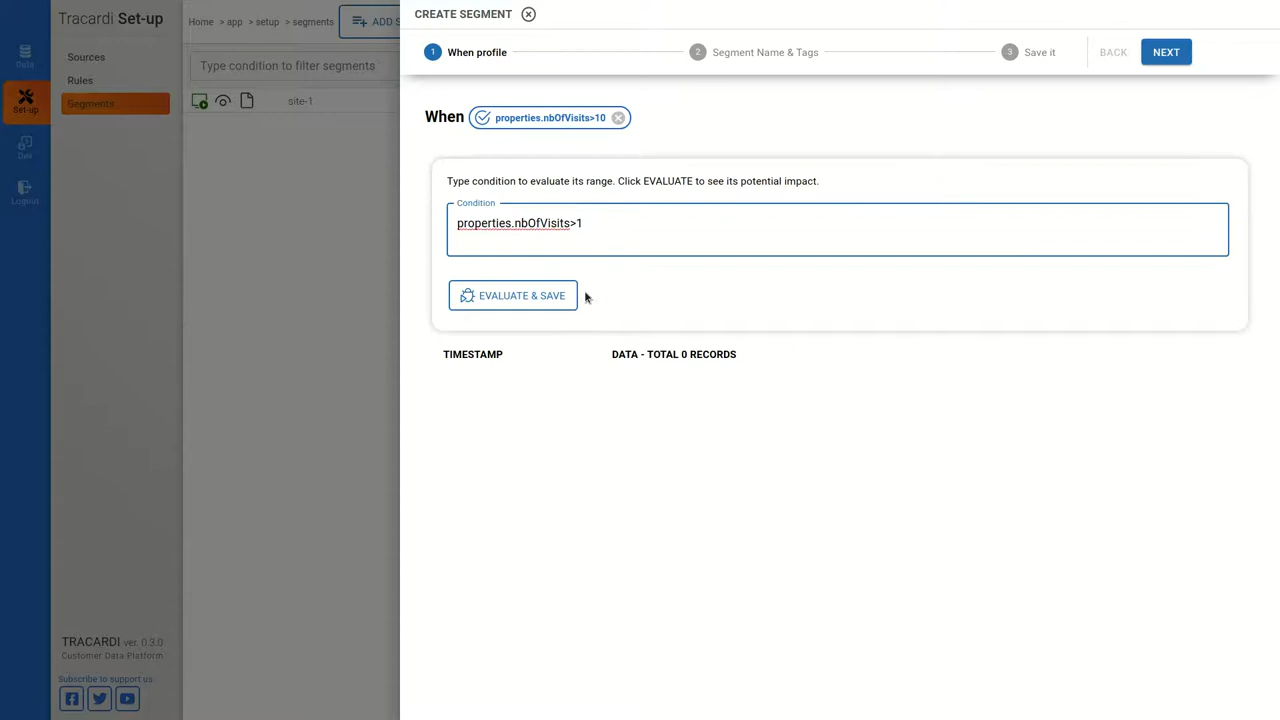 CREATE SEGMENT
Tracardi Set-up
Home > app > setup > segments
ADD S
1 When profile
2 Segment Name & Tags
3 Save it
BACK
NEXT
Data
Set-up
Logout
Sources
Rules
Segments
Type condition to filter segments
site-1
When properties.nbOfVisits>10
Type condition to evaluate its range. Click EVALUATE to see its potential impact.
Condition
properties.nbOfVisits>1
EVALUATE & SAVE
TIMESTAMP
DATA - TOTAL 0 RECORDS
TRACARDI ver. 0.3.0
Customer Data Platform
Subscribe to support us: